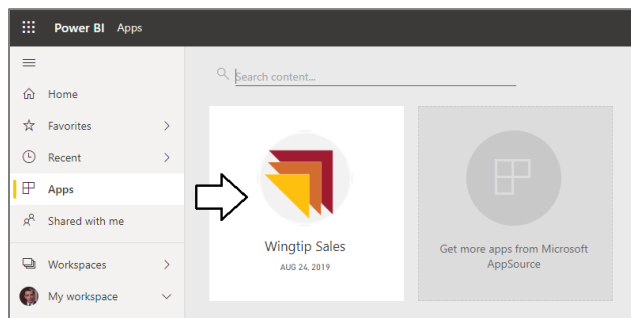 Power BI Apps
Search content...
Home
Favorites
Recent
Apps
Shared with me
Workspaces
My workspace
Wingtip Sales
AUG 24, 2019
Get more apps from Microsoft
AppSource